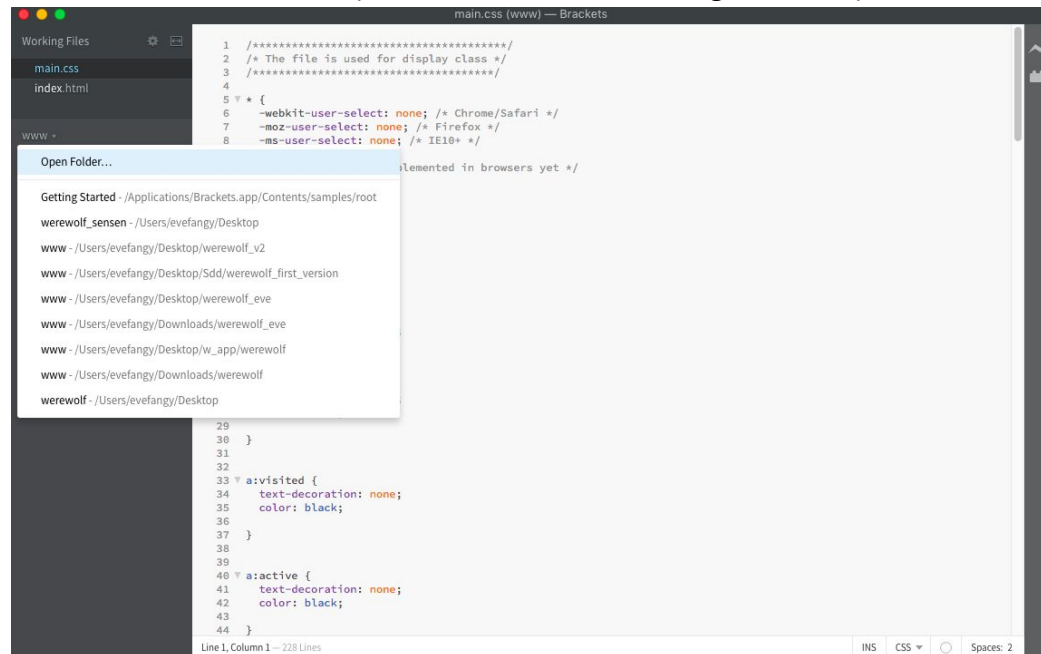 main.css (www) — Brackets
Working Files
main.css
index.html
www
Open Folder...
Getting Started - /Applications/Brackets.app/Contents/samples/root
werewolf_sensen - /Users/evefangy/Desktop
www - /Users/evefangy/Desktop/werewolf_v2
www - /Users/evefangy/Desktop/Sdd/werewolf_first_version
www - /Users/evefangy/Desktop/werewolf_eve
www - /Users/evefangy/Downloads/werewolf_eve
www - /Users/evefangy/Desktop/w_app/werewolf
www - /Users/evefangy/Downloads/werewolf
werewolf - /Users/evefangy/Desktop
1 /***************************************/
2 /* The file is used for display class */
3 /*************************************/
4
5 * {
6 -webkit-user-select: none; /* Chrome/Safari */
7 -moz-user-select: none; /* Firefox */
8 -ms-user-select: none; /* IE10+ */
implemented in browsers yet */
29
30 }
31
32
33 a:visited {
34 text-decoration: none;
35 color: black;
36
37 }
38
39
40 a:active {
41 text-decoration: none;
42 color: black;
43
44 }
Line 1, Column 1 — 228 Lines
INS CSS Spaces: 2